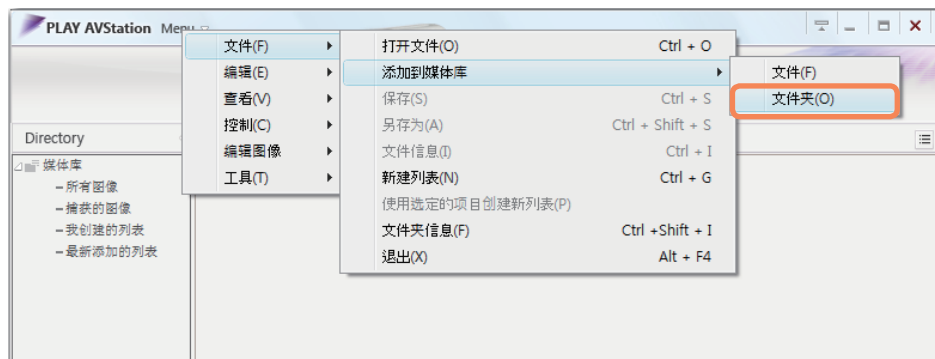 PLAY AVStation Menu
文件(F)
编辑(E)
查看(V)
控制(C)
编辑图像
工具(T)
打开文件(O) Ctrl + O
添加到媒体库
保存(S) Ctrl + S
另存为(A) Ctrl + Shift + S
文件信息(I) Ctrl + I
新建列表(N) Ctrl + G
使用选定的项目创建新列表(P)
文件夹信息(F) Ctrl +Shift + I
退出(X) Alt + F4
文件(F)
文件夹(O)
Directory
媒体库
所有图像
捕获的图像
我创建的列表
最新添加的列表